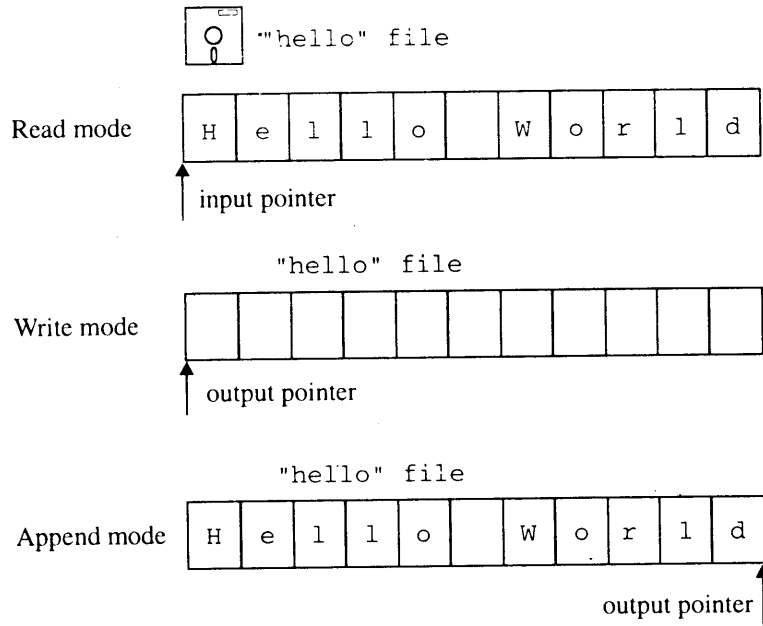 "hello" file
Read mode H e l l o W o r l d
input pointer
"hello" file
Write mode
output pointer
"hello" file
Append mode H e l l o W o r l d
output pointer